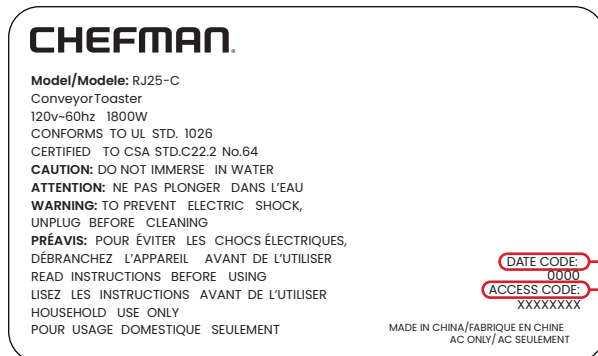 CHEFMAN.
Model/Modele: RJ25-C
ConveyorToaster
120v~60hz 1800W
CONFORMS TO UL STD. 1026
CERTIFIED TO CSA STD.C22.2 No.64
CAUTION: DO NOT IMMERSE IN WATER
ATTENTION: NE PAS PLONGER DANS L'EAU
WARNING: TO PREVENT ELECTRIC SHOCK,
UNPLUG BEFORE CLEANING
PRÉAVIS: POUR ÉVITER LES CHOCS ÉLECTRIQUES,
DÉBRANCHEZ L'APPAREIL AVANT DE L'UTILISER
READ INSTRUCTIONS BEFORE USING
LISEZ LES INSTRUCTIONS AVANT DE L'UTILISER
HOUSEHOLD USE ONLY
POUR USAGE DOMESTIQUE SEULEMENT
DATE CODE:
0000
ACCESS CODE:
XXXXXXXX
MADE IN CHINA/FABRIQUE EN CHINE
AC ONLY/ AC SEULEMENT